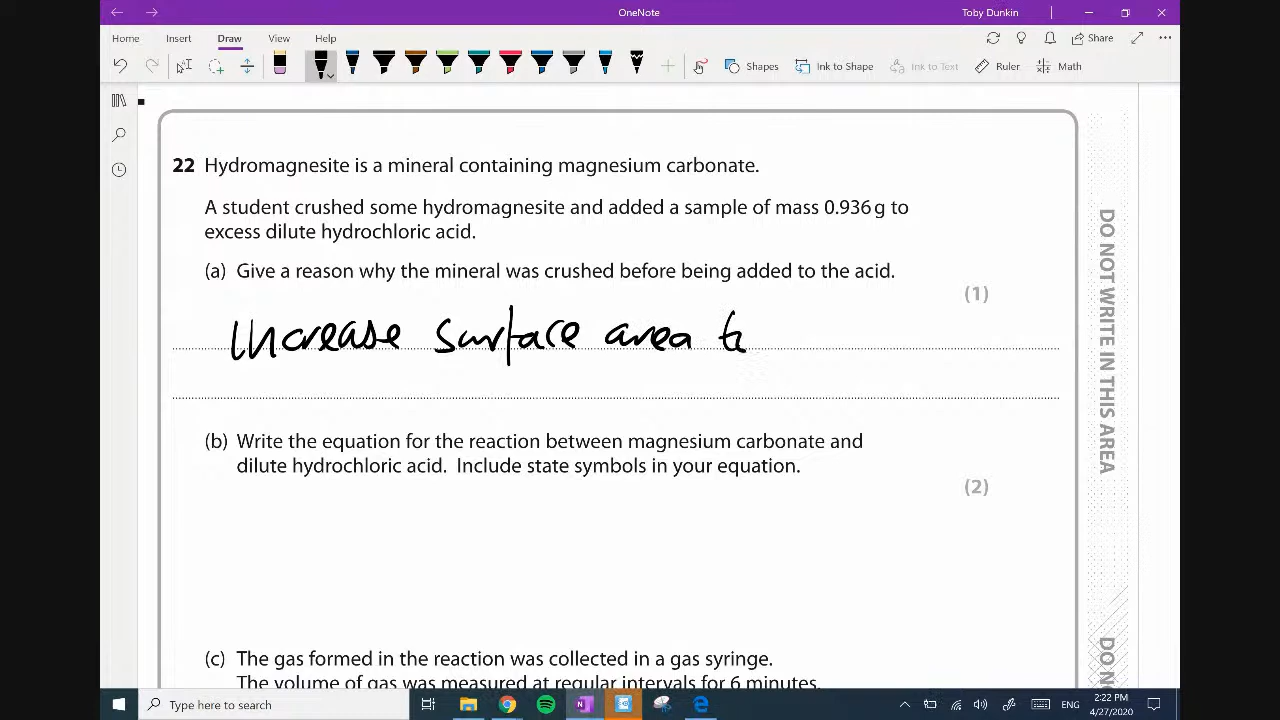 OneNote
Toby Dunkin
Home Insert Draw View Help
Share
Shapes Ink to Shape Ink to Text Ruler Math
22 Hydromagnesite is a mineral containing magnesium carbonate.
A student crushed some hydromagnesite and added a sample of mass 0.936 g to
excess dilute hydrochloric acid.
(a) Give a reason why the mineral was crushed before being added to the acid.
(1)
Increase surface area to
(b) Write the equation for the reaction between magnesium carbonate and
dilute hydrochloric acid. Include state symbols in your equation.
(2)
(c) The gas formed in the reaction was collected in a gas syringe.
The volume of gas was measured at regular intervals for 6 minutes.
DO NOT WRITE IN THIS AREA
DO NO
Type here to search
ENG
2:22 PM
4/27/2020